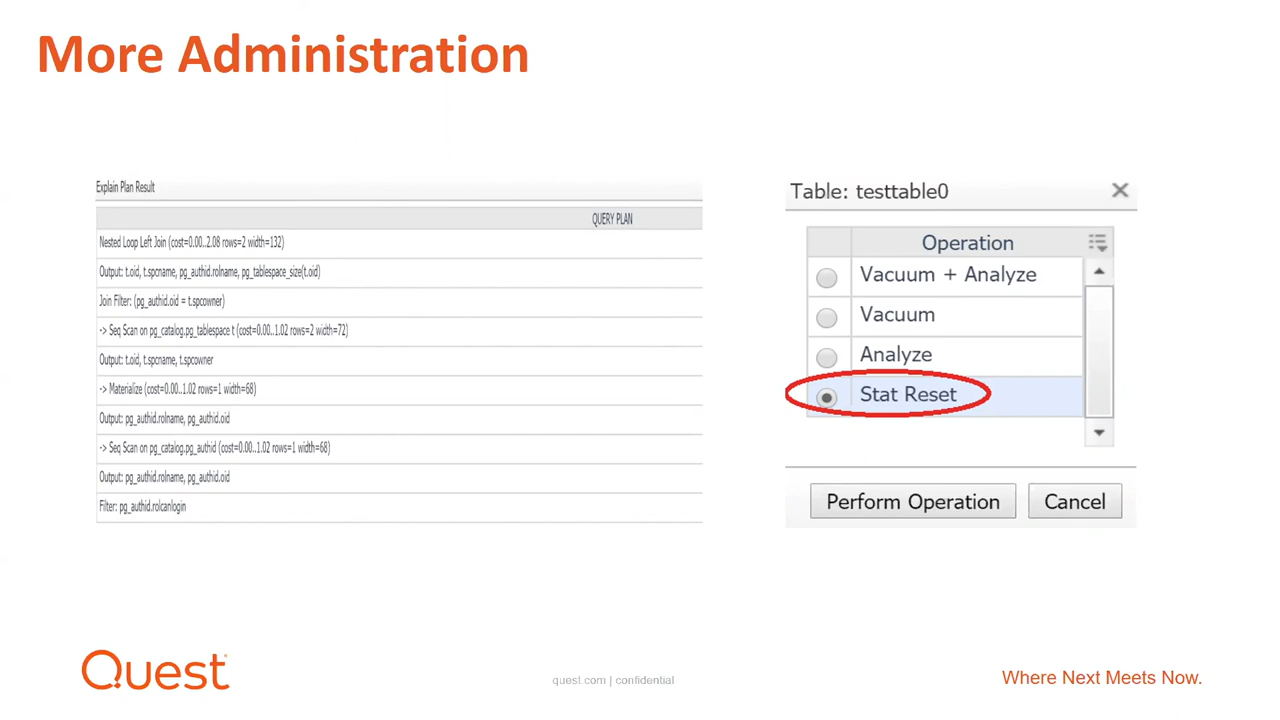 More Administration
Explain Plan Result
QUERY PLAN
Nested Loop Left Join (cost=0.00..2.08 rows=2 width=132)
Output: t.oid, t.spcname, pg_authid.rolname, pg_tablespace_size(t.oid)
Join Filter: (pg_authid.oid = t.spcowner)
-> Seq Scan on pg_catalog.pg_tablespace t (cost=0.00..1.02 rows=2 width=72)
Output: t.oid, t.spcname, t.spcowner
-> Materialize (cost=0.00..1.02 rows=1 width=68)
Output: pg_authid.rolname, pg_authid.oid
-> Seq Scan on pg_catalog.pg_authid (cost=0.00..1.02 rows=1 width=68)
Output: pg_authid.rolname, pg_authid.oid
Filter: pg_authid.rolcanlogin
Table: testtable0
Operation
Vacuum + Analyze
Vacuum
Analyze
Stat Reset
Perform Operation
Cancel
Quest
quest.com | confidential
Where Next Meets Now.